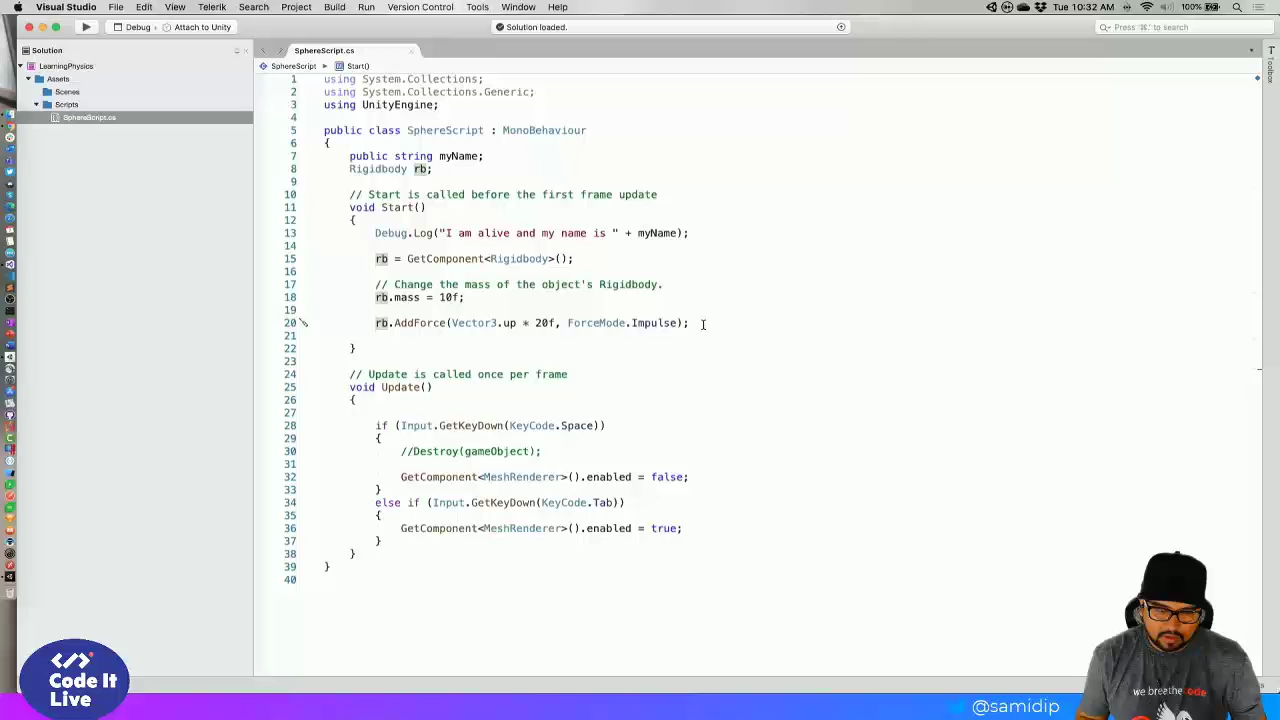 Visual Studio File Edit View Telerik Search Project Build Run Version Control Tools Window Help 100% Tue 10:32 AM
Debug Attach to Unity Solution loaded. Press '⌘.' to search
Solution SphereScript.cs Toolbox
LearningPhysics SphereScript Start()
Assets
Scenes
Scripts
SphereScript.cs
1 using System.Collections;
2 using System.Collections.Generic;
3 using UnityEngine;
4
5 public class SphereScript : MonoBehaviour
6 {
7 public string myName;
8 Rigidbody rb;
9
10 // Start is called before the first frame update
11 void Start()
12 {
13 Debug.Log("I am alive and my name is " + myName);
14
15 rb = GetComponent<Rigidbody>();
16
17 // Change the mass of the object's Rigidbody.
18 rb.mass = 10f;
19
20 rb.AddForce(Vector3.up * 20f, ForceMode.Impulse);
21
22 }
23
24 // Update is called once per frame
25 void Update()
26 {
27
28 if (Input.GetKeyDown(KeyCode.Space))
29 {
30 //Destroy(gameObject);
31
32 GetComponent<MeshRenderer>().enabled = false;
33 }
34 else if (Input.GetKeyDown(KeyCode.Tab))
35 {
36 GetComponent<MeshRenderer>().enabled = true;
37 }
38 }
39 }
40
</> Code It
Live
we breathe code
@samidip